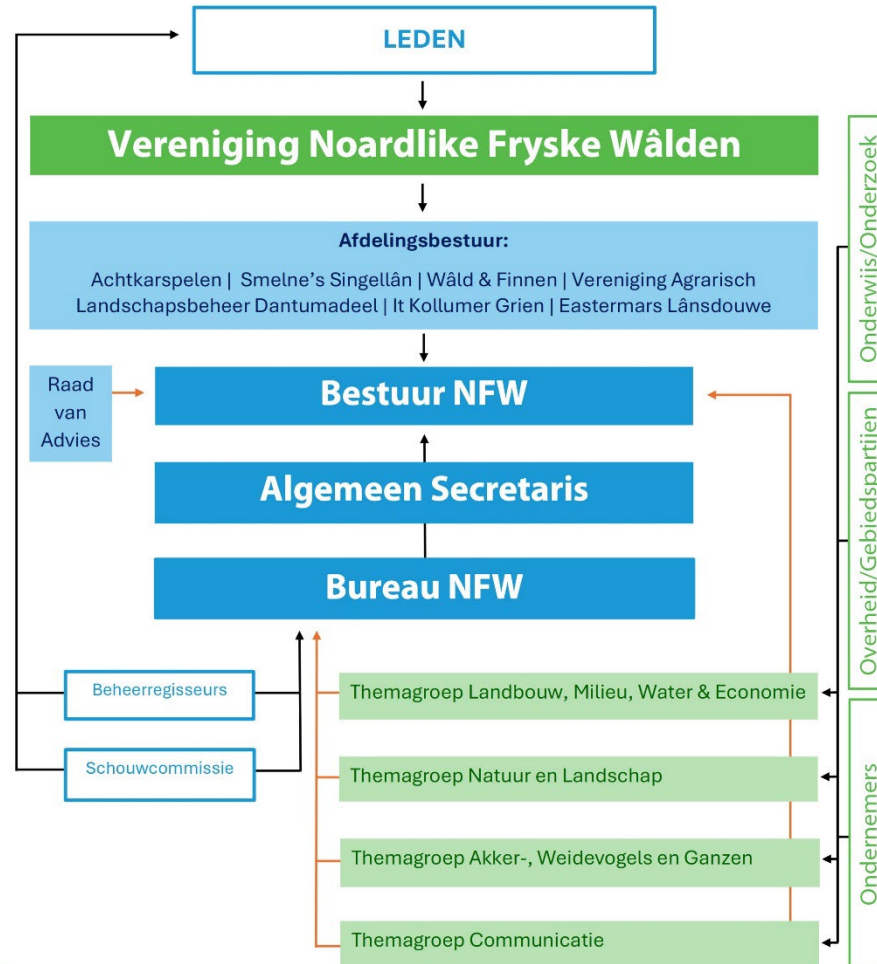 LEDEN
Vereniging Noardlike Fryske Wâlden
Afdelingsbestuur:
Achtkarspelen | Smelne’s Singellân | Wâld & Finnen | Vereniging Agrarisch
Landschapsbeheer Dantumadeel | It Kollumer Grien | Eastermars Lânsdouwe
Raad
van
Advies
Bestuur NFW
Algemeen Secretaris
Bureau NFW
Beheerregisseurs
Schouwcommissie
Themagroep Landbouw, Milieu, Water & Economie
Themagroep Natuur en Landschap
Themagroep Akker-, Weidevogels en Ganzen
Themagroep Communicatie
Onderwiis/Onderzoek
Overheid/Gebiedspartiien
Ondernemers